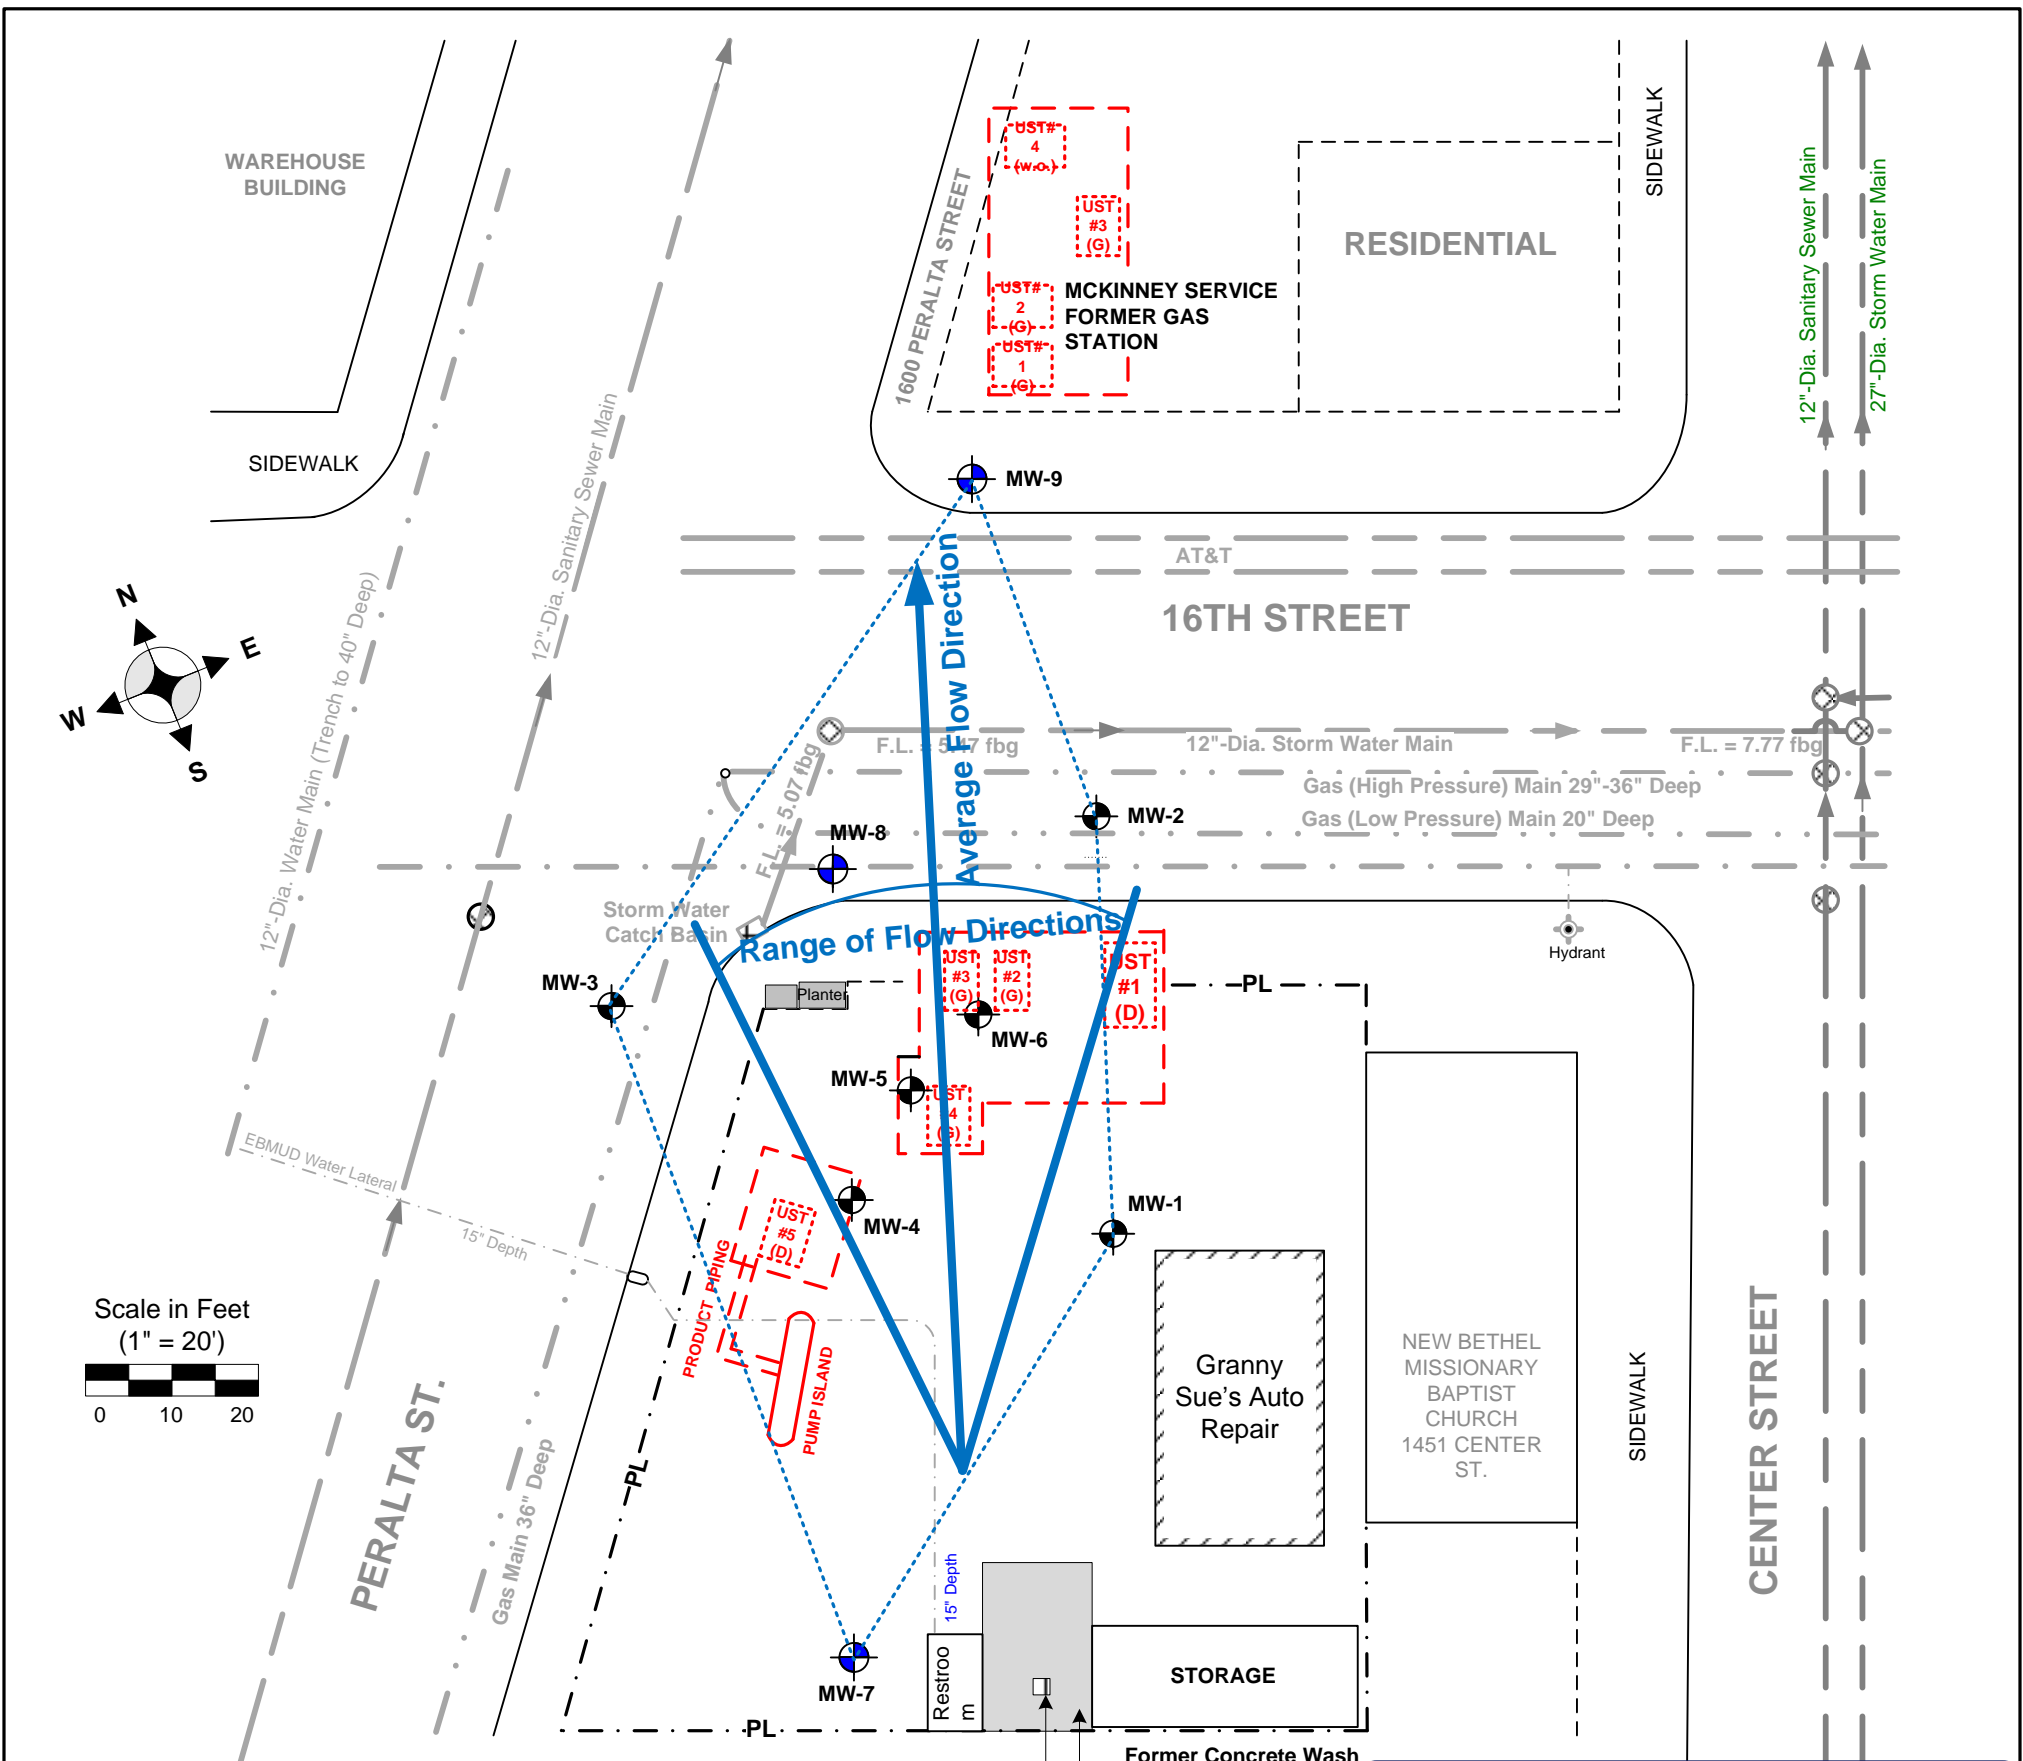 WAREHOUSE
BUILDING
SIDEWALK
12"-Dia. Water Main (Trench to 40" Deep)
12"-Dia. Sanitary Sewer Main
1600 PERALTA STREET
UST#
4
(w.o.)
UST
#3
(G)
UST#
2
(G)
UST#
1
(G)
MCKINNEY SERVICE
FORMER GAS
STATION
RESIDENTIAL
SIDEWALK
12"-Dia. Sanitary Sewer Main
27"-Dia. Storm Water Main
MW-9
AT&T
16TH STREET
Average Flow Direction
N
E
W
S
F.L. = 5.47 fbg
12"-Dia. Storm Water Main
F.L. = 7.77 fbg
F.L. = 5.07 fbg
Gas (High Pressure) Main 29"-36" Deep
Gas (Low Pressure) Main 20" Deep
MW-2
MW-8
Storm Water
Catch Basin
Range of Flow Directions
Hydrant
MW-3
Planter
UST
#3
(G)
UST
#2
(G)
UST
#1
(D)
PL
MW-6
MW-5
UST
#4
(G)
EBMUD Water Lateral
15" Depth
MW-4
MW-1
UST
#5
(D)
PRODUCT PIPING
PUMP ISLAND
Scale in Feet
(1" = 20')
0 10 20
PERALTA ST.
Gas Main 36" Deep
PL
Granny
Sue's Auto
Repair
NEW BETHEL
MISSIONARY
BAPTIST
CHURCH
1451 CENTER
ST.
SIDEWALK
CENTER STREET
15" Depth
MW-7
Restroo
m
STORAGE
PL
Former Concrete Wash